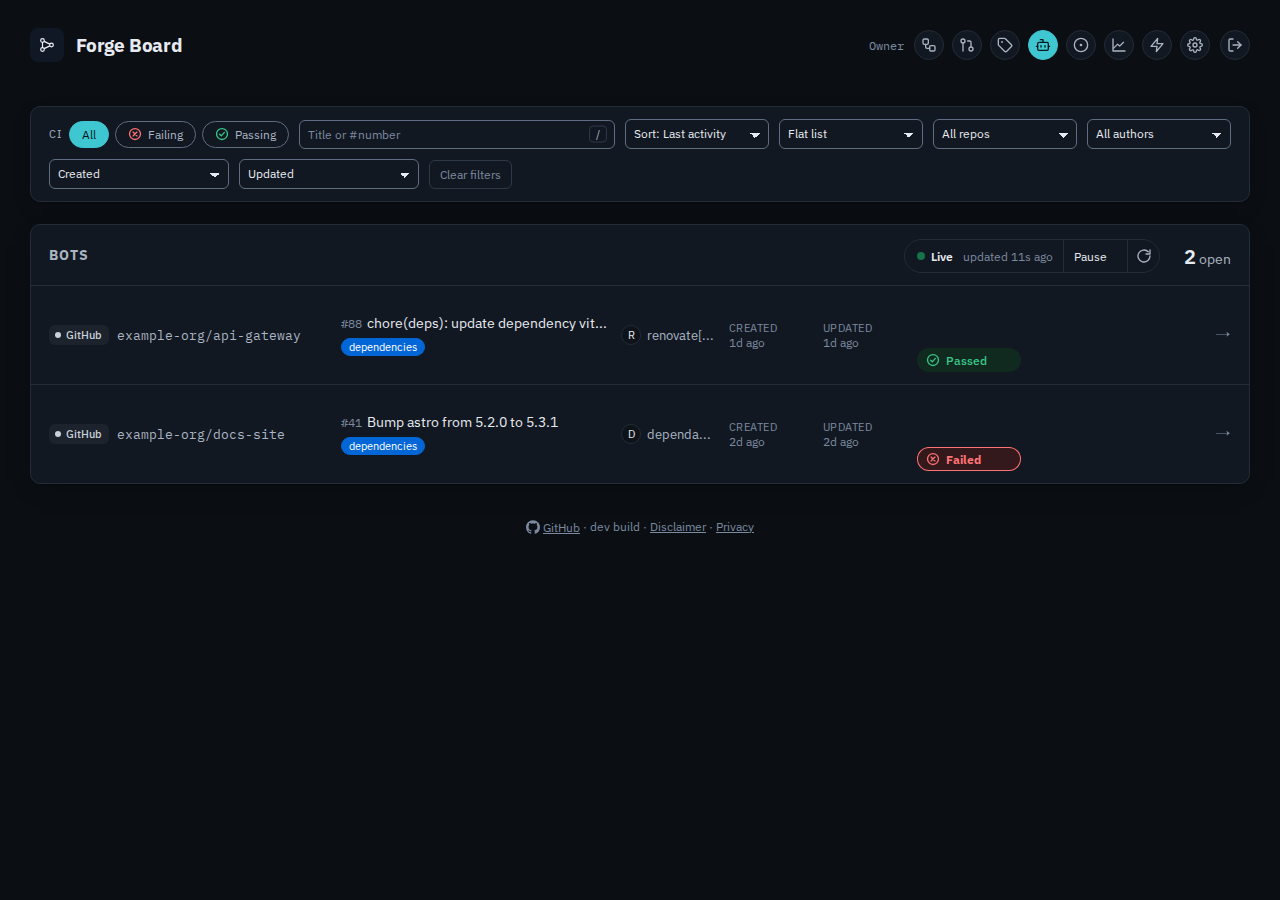 Forge Board
Owner
CI All Failing Passing Title or #number / Sort: Last activity Flat list All repos All authors
Created Updated Clear filters
BOTS Live updated 11s ago Pause 2 open
GitHub example-org/api-gateway #88 chore(deps): update dependency vit... R renovate[... CREATED 1d ago UPDATED 1d ago →
dependencies Passed
GitHub example-org/docs-site #41 Bump astro from 5.2.0 to 5.3.1 D dependa... CREATED 2d ago UPDATED 2d ago →
dependencies Failed
GitHub · dev build · Disclaimer · Privacy